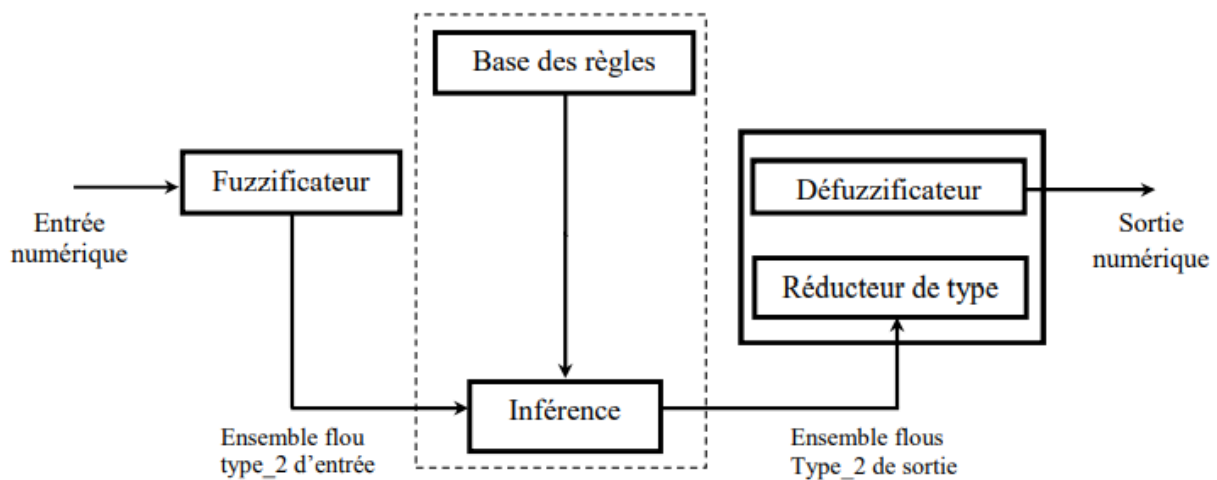 Base des règles
Fuzzificateur
Défuzzificateur
Entrée
numérique
Sortie
numérique
Réducteur de type
Inférence
Ensemble flou
type_2 d'entrée
Ensemble flous
Type_2 de sortie